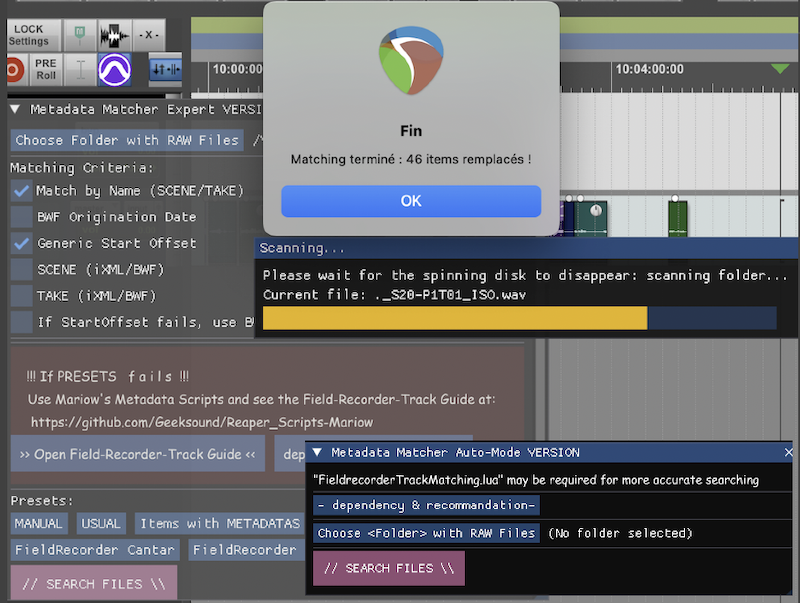 LOCK
Settings
- X -
PRE
Roll
10:00:00
10:04:00:00
Fin
Matching terminé : 46 items remplacés !
OK
Metadata Matcher Expert
Choose Folder with RAW Files
Matching Criteria:
Match by Name (SCENE/TAKE)
BWF Origination Date
Generic Start Offset
SCENE (iXML/BWF)
TAKE (iXML/BWF)
If StartOffset fails, use
Scanning...
Please wait for the spinning disk to disappear: scanning folder...
Current file: ._S20-P1T01_ISO.wav
!!! If PRESETS fails !!!
Use Mariow's Metadata Scripts and see the Field-Recorder-Track Guide at:
https://github.com/Geeksound/Reaper_Scripts-Mariow
>> Open Field-Recorder-Track Guide <<
dep
Presets:
MANUAL USUAL Items with METADATAS
FieldRecorder Cantar FieldRecorder
// SEARCH FILES \\
Metadata Matcher Auto-Mode VERSION
"FieldrecorderTrackMatching.lua" may be required for more accurate searching
- dependency & recommandation-
Choose <Folder> with RAW Files (No folder selected)
// SEARCH FILES \\